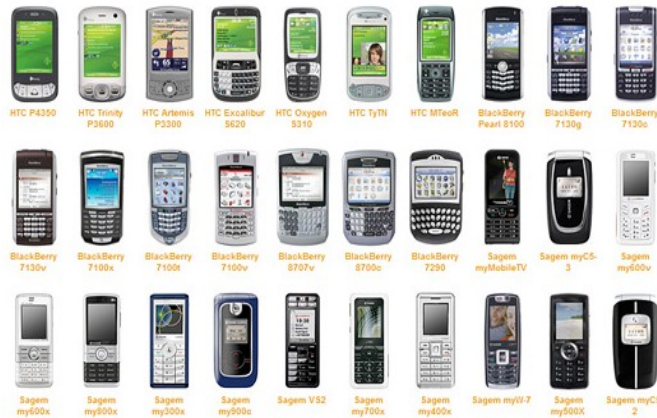 HTC P4350
HTC Trinity P3600
HTC Artemis P3300
HTC Excalibur S620
HTC Oxygen S310
HTC TyTN
HTC MTeoR
BlackBerry Pearl 8100
BlackBerry 7130g
BlackBerry 7130c
BlackBerry 7130v
BlackBerry 7100x
BlackBerry 7100t
BlackBerry 7100v
BlackBerry 8707v
BlackBerry 8700c
BlackBerry 7290
Sagem myMobileTV
Sagem myC5-3
Sagem my600v
Sagem my600x
Sagem my800x
Sagem my300x
Sagem my900c
Sagem VS2
Sagem my700x
Sagem my400x
Sagem myW-7
Sagem my500X
Sagem myC5-2